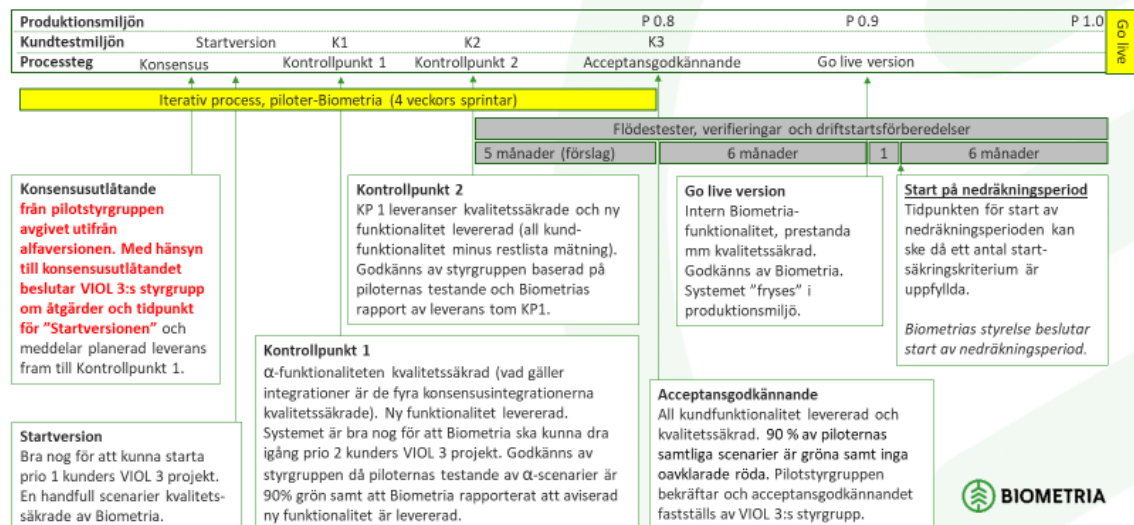 Produktionsmiljön P 0.8 P 0.9 P 1.0
Kundtestmiljön Startversion K1 K2 K3
Processteg Konsensus Kontrollpunkt 1 Kontrollpunkt 2 Acceptansgodkännande Go live version
Go live
Iterativ process, piloter-Biometria (4 veckors sprintar)
Flödestester, verifieringar och driftstartsförberedelser
5 månader (förslag) 6 månader 1 6 månader
Konsensusutlåtande
från pilotstyrgruppen
avgivet utifrån
alfaversionen. Med hänsyn
till konsensusutlåtandet
beslutar VIOL 3:s styrgrupp
om åtgärder och tidpunkt
för ”Startversionen” och
meddelar planerad leverans
fram till Kontrollpunkt 1.
Kontrollpunkt 2
KP 1 leveranser kvalitetssäkrade och ny
funktionalitet levererad (all kund-
funktionalitet minus restlista mätning).
Godkänns av styrgruppen baserad på
piloternas testande och Biometrias
rapport av leverans tom KP1.
Go live version
Intern Biometria-
funktionalitet, prestanda
mm kvalitetssäkrad.
Godkänns av Biometria.
Systemet ”fryses” i
produktionsmiljö.
Start på nedräkningsperiod
Tidpunkten för start av
nedräkningsperioden kan
ske då ett antal start-
säkringskriterium är
uppfyllda.
Biometrias styrelse beslutar
start av nedräkningsperiod.
Kontrollpunkt 1
α-funktionaliteten kvalitetssäkrad (vad gäller
integrationer är de fyra konsensusintegrationerna
kvalitetssäkrade). Ny funktionalitet levererad.
Systemet är bra nog för att Biometria ska kunna dra
igång prio 2 kunders VIOL 3 projekt. Godkänns av
styrgruppen då piloternas testande av α-scenarier är
90% grön samt att Biometria rapporterat att aviserad
ny funktionalitet är levererad.
Acceptansgodkännande
All kundfunktionalitet levererad och
kvalitetssäkrad. 90 % av piloternas
samtliga scenarier är gröna samt inga
oavklarade röda. Pilotstyrgruppen
bekräftar och acceptansgodkännandet
fastställs av VIOL 3:s styrgrupp.
Startversion
Bra nog för att kunna starta
prio 1 kunders VIOL 3 projekt.
En handfull scenarier kvalitets-
säkrade av Biometria.
BIOMETRIA